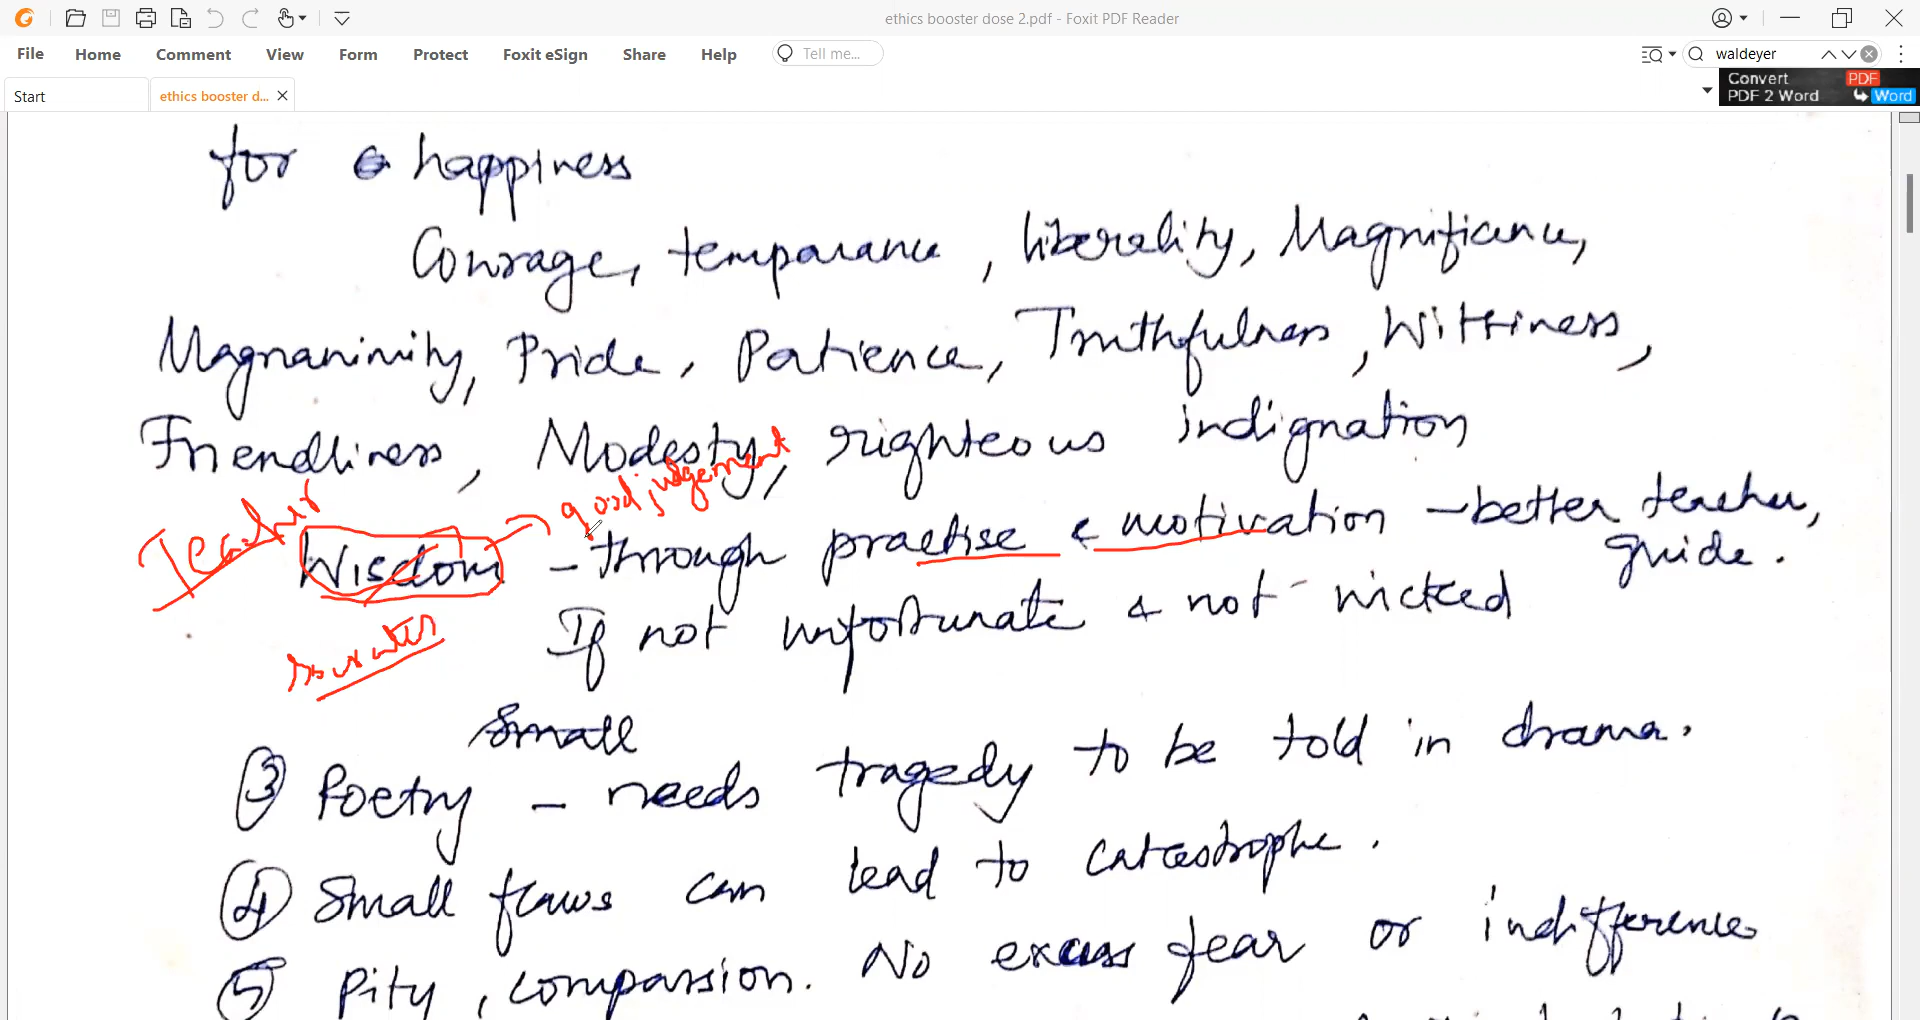 ethics booster dose 2.pdf - Foxit PDF Reader
File Home Comment View Form Protect Foxit eSign Share Help Tell me... waldeyer
Convert PDF
PDF 2 Word Word
Start ethics booster d...
for happiness
Courage, temparance, liberality, Magnificence,
Magnanimity, Pride, Patience, Truthfulness, Wittiness,
Friendliness, Modesty, righteous indignation
good judgement
Wisdom - through practise & motivation - better teacher,
guide.
If not unfortunate & not wicked
Socrates
small
③ Poetry - needs tragedy to be told in drama.
④ Small flaws can lead to catastrophe.
⑤ Pity, compassion. No excess fear or indifference